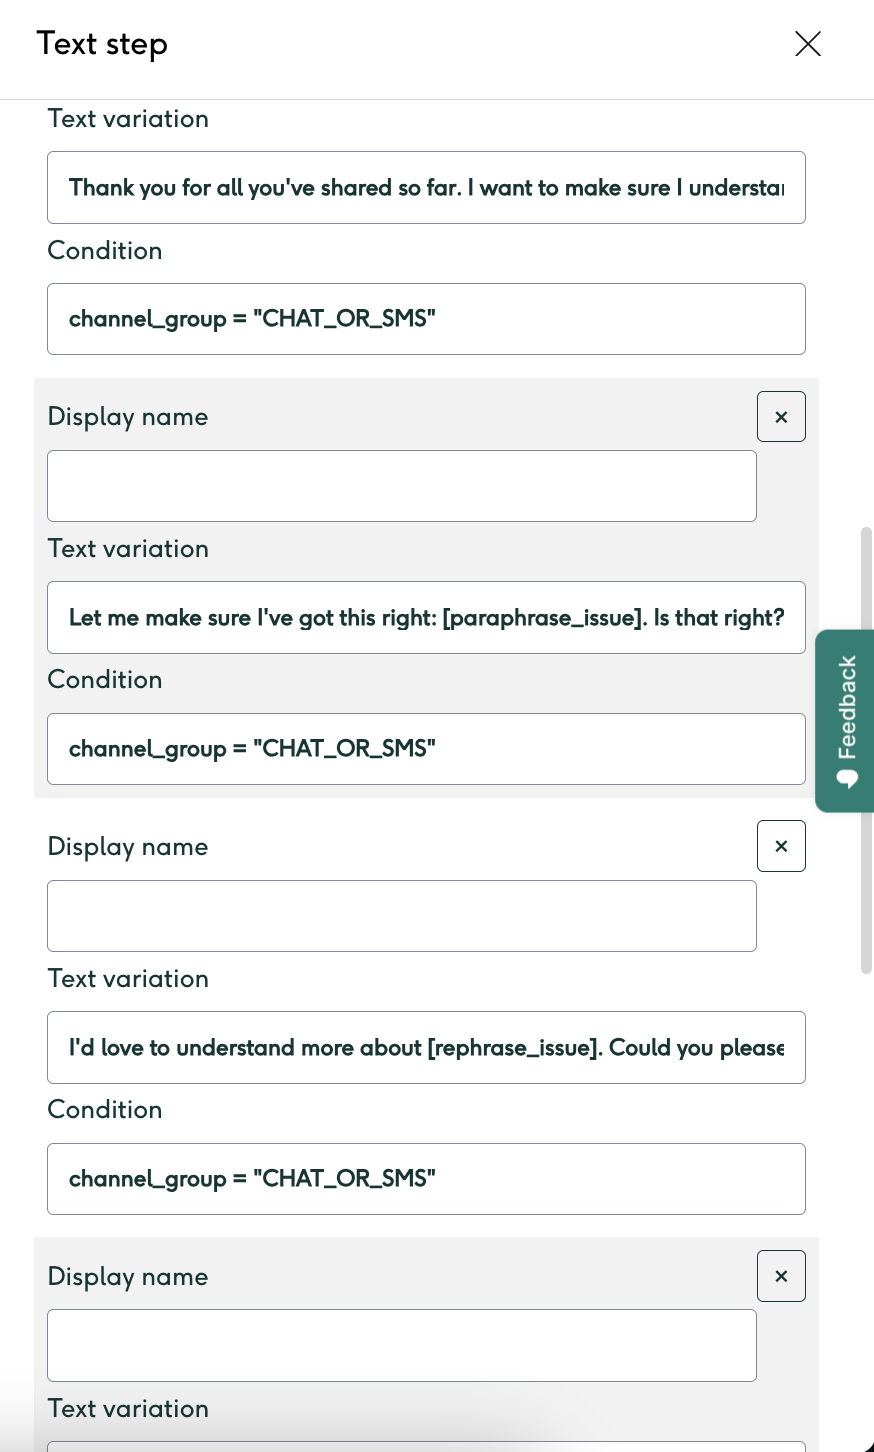 Text step
Text variation
Thank you for all you've shared so far. I want to make sure I
Condition
channel_group = "CHAT_OR_SMS"
Display name
×
Text variation
Let me make sure I've got this right: [paraphrase_issue]. Is that right?
Condition
channel_group = "CHAT_OR_SMS"
Feedback
Display name
×
Text variation
I'd love to understand more about [rephrase_issue]. Could you please
Condition
channel_group = "CHAT_OR_SMS"
Display name
×
Text variation